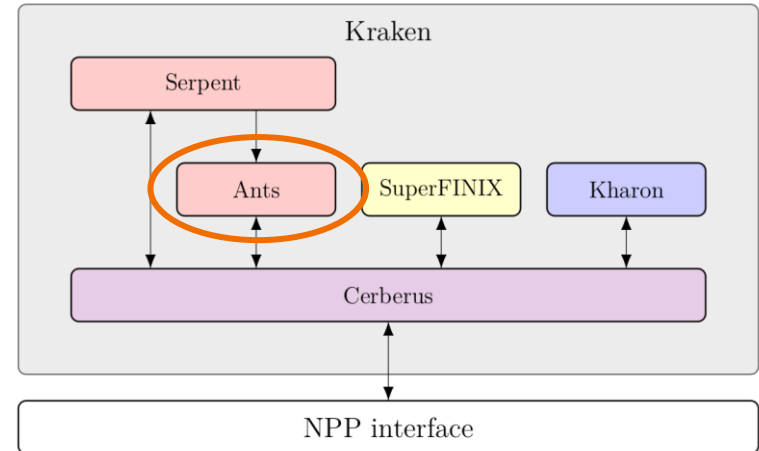 Kraken
Serpent
Ants
SuperFINIX
Kharon
Cerberus
NPP interface